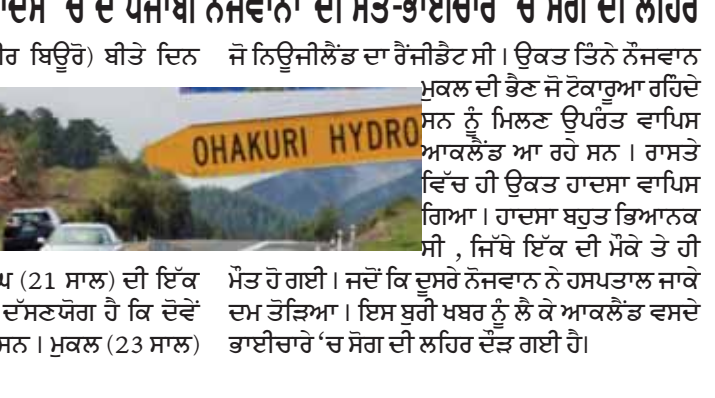 ਚ ਦੋ ਪੰਜਾਬੀ ਨੌਜਵਾਨਾਂ ਦੀ ਮੌਤ-ਭਾਈਚਾਰੇ 'ਚ ਸੋਗ ਦੀ ਲਹਿਰ
ਬਿਊਰੋ) ਬੀਤੇ ਦਿਨ
(21 ਸਾਲ) ਦੀ ਇੱਕ
ਦੱਸਣਯੋਗ ਹੈ ਕਿ ਦੋਵੇਂ
ਸਨ । ਮੁਕਲ (23 ਸਾਲ)
ਜੋ ਨਿਊਜੀਲੈਂਡ ਦਾ ਰੈਂਜੀਡੈਟ ਸੀ । ਉਕਤ ਤਿੰਨੇ ਨੌਜਵਾਨ
ਮੁਕਲ ਦੀ ਭੈਣ ਜੋ ਟੋਕਾਰੂਆ ਰਹਿੰਦੇ
ਸਨ ਨੂੰ ਮਿਲਣ ਉਪਰੰਤ ਵਾਪਿਸ
ਆਕਲੈਂਡ ਆ ਰਹੇ ਸਨ । ਰਾਸਤੇ
ਵਿੱਚ ਹੀ ਉਕਤ ਹਾਦਸਾ ਵਾਪਿਸ
ਗਿਆ । ਹਾਦਸਾ ਬਹੁਤ ਭਿਆਨਕ
ਸੀ , ਜਿੱਥੇ ਇੱਕ ਦੀ ਮੌਕੇ ਤੇ ਹੀ
ਮੌਤ ਹੋ ਗਈ । ਜਦੋਂ ਕਿ ਦੂਸਰੇ ਨੋਜਵਾਨ ਨੇ ਹਸਪਤਾਲ ਜਾਕੇ
ਦਮ ਤੋੜਿਆ । ਇਸ ਬੁਰੀ ਖਬਰ ਨੂੰ ਲੈ ਕੇ ਆਕਲੈਂਡ ਵਸਦੇ
ਭਾਈਚਾਰੇ 'ਚ ਸੋਗ ਦੀ ਲਹਿਰ ਦੌੜ ਗਈ ਹੈ।
OHAKURI HYDRO